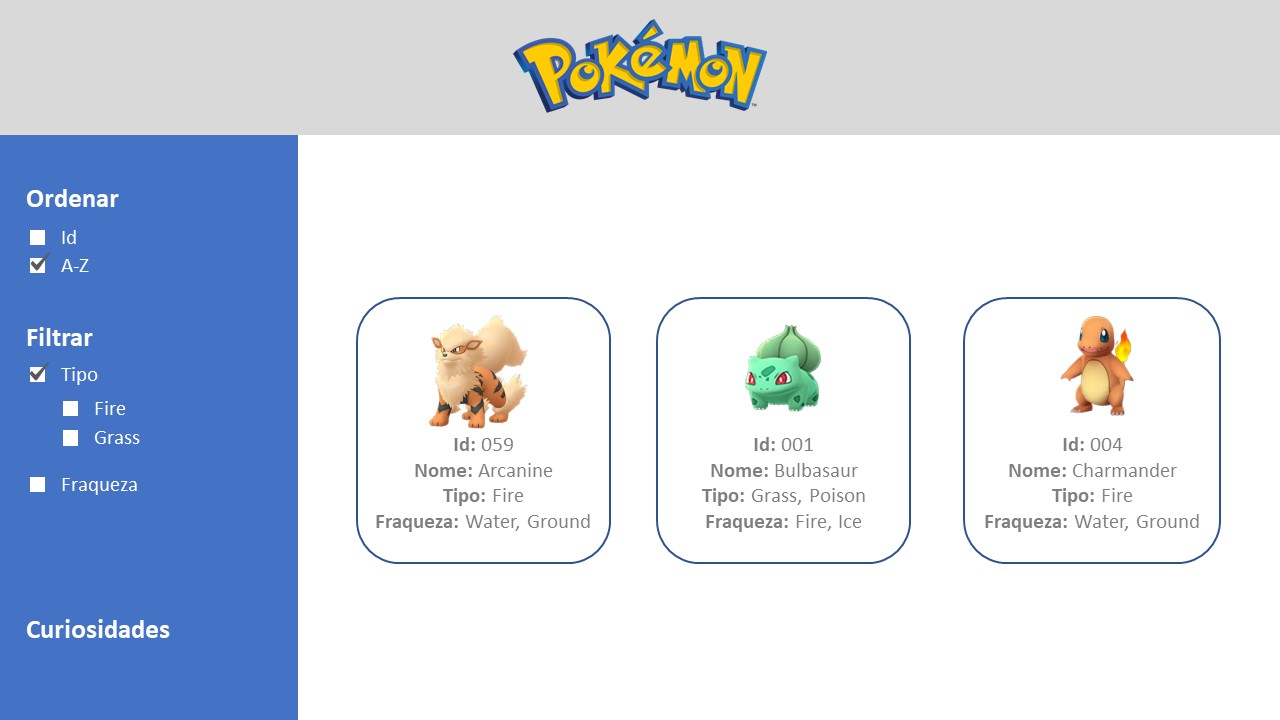 POKéMON
™
Ordenar
Id
A-Z
Filtrar
Tipo
Fire
Grass
Fraqueza
Curiosidades
Id: 059
Nome: Arcanine
Tipo: Fire
Fraqueza: Water, Ground
Id: 001
Nome: Bulbasaur
Tipo: Grass, Poison
Fraqueza: Fire, Ice
Id: 004
Nome: Charmander
Tipo: Fire
Fraqueza: Water, Ground